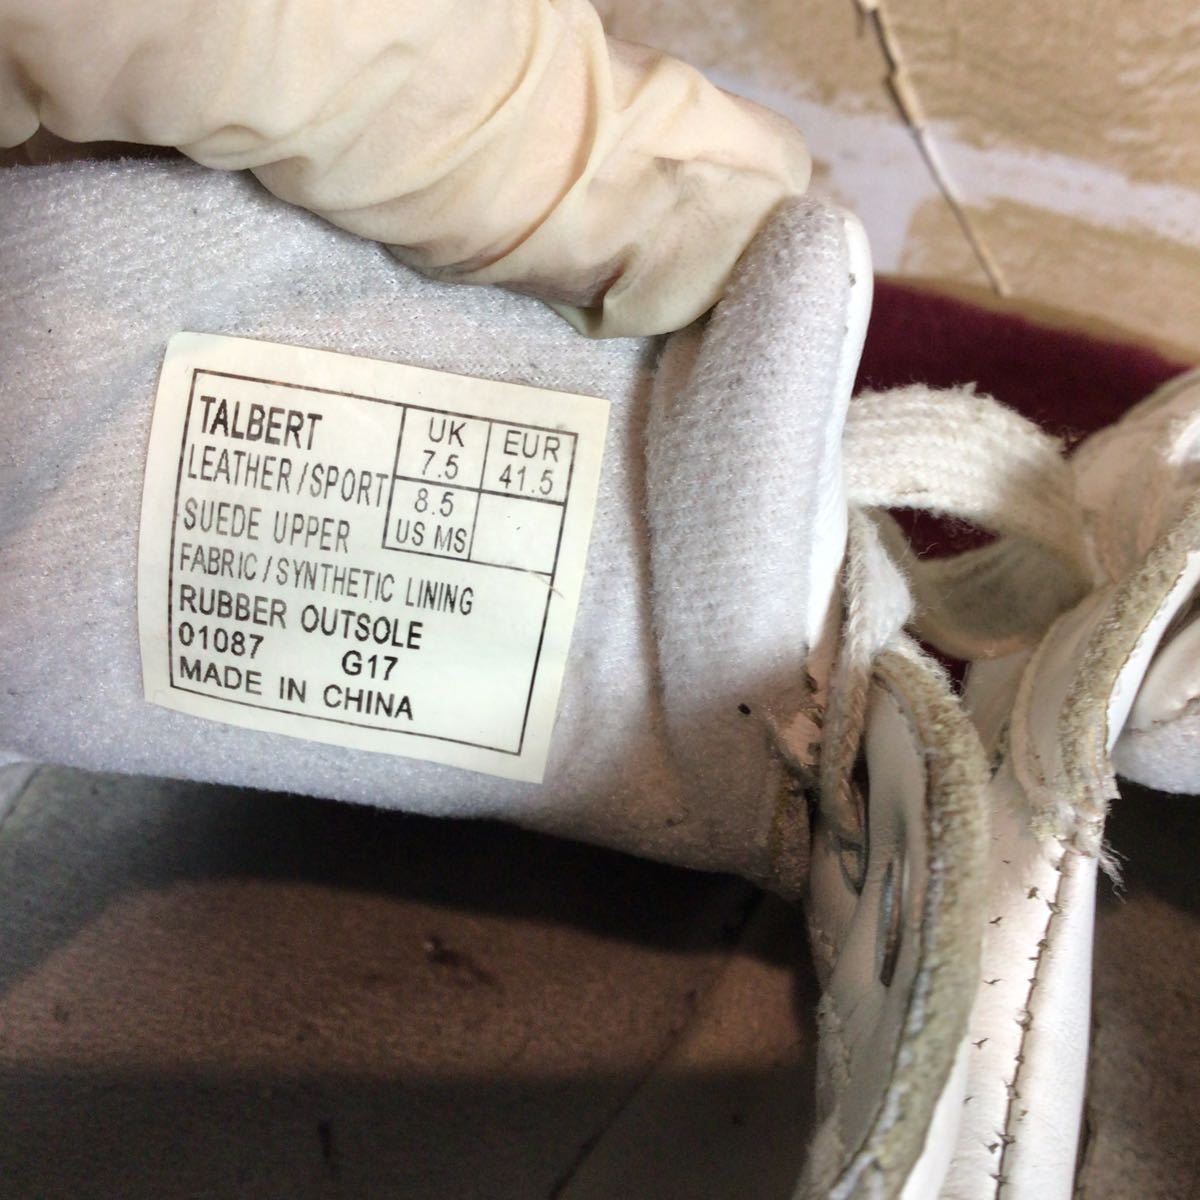 TALBERT
LEATHER/SPORT
SUEDE UPPER
FABRIC/SYNTHETIC LINING
RUBBER OUTSOLE
01087 G17
MADE IN CHINA
UK
7.5
EUR
41.5
8.5
US MS